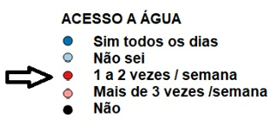 ACESSO A ÁGUA
Sim todos os dias
Não sei
1 a 2 vezes / semana
Mais de 3 vezes /semana
Não